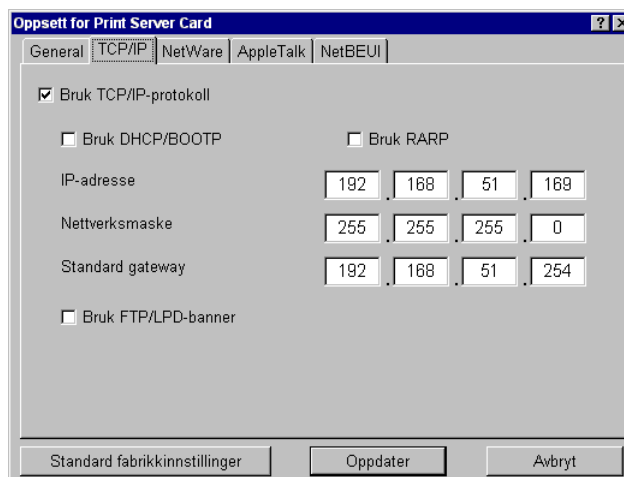 Oppsett for Print Server Card
General TCP/IP NetWare AppleTalk NetBEUI
Bruk TCP/IP-protokoll
Bruk DHCP/BOOTP Bruk RARP
IP-adresse 192 . 168 . 51 . 169
Nettverksmaske 255 . 255 . 255 . 0
Standard gateway 192 . 168 . 51 . 254
Bruk FTP/LPD-banner
Standard fabrikkinnstillinger Oppdater Avbryt